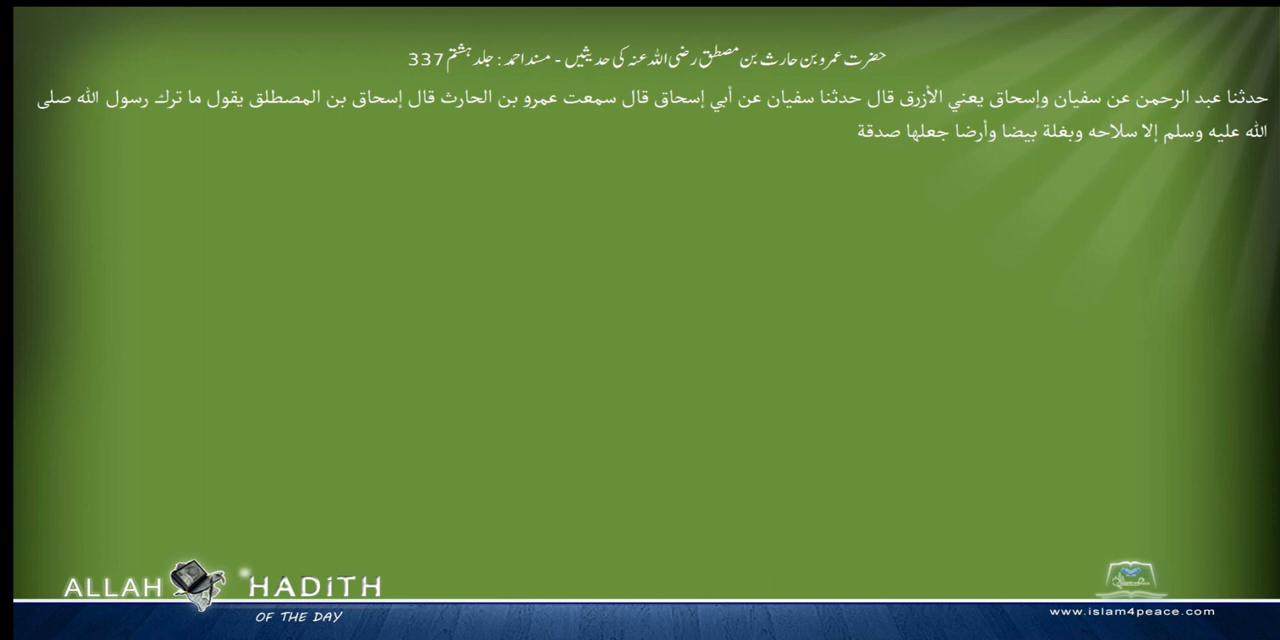 حضرت عمرو بن حارث بن مصطق رضی اللہ عنہ کی حدیثیں - مسند احمد : جلد ہشتم 337
حدثنا عبد الرحمن عن سفيان وإسحاق يعني الأزرق قال حدثنا سفيان عن أبي إسحاق قال سمعت عمرو بن الحارث قال إسحاق بن المصطلق يقول ما ترك رسول الله صلى
الله عليه وسلم إلا سلاحه وبغلة بيضا وأرضا جعلها صدقة
ALLAH HADITH
OF THE DAY
www.islam4peace.com